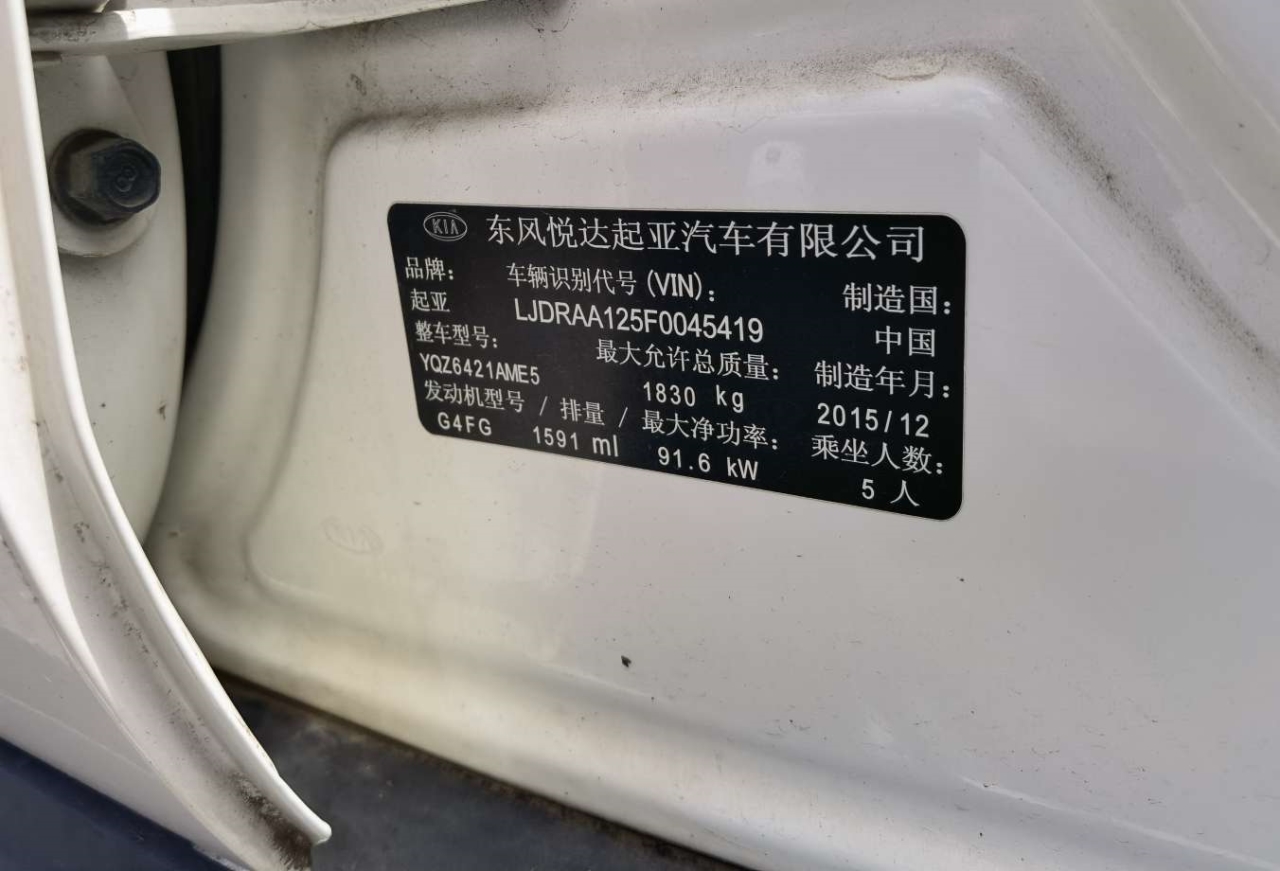 KIA 东风悦达起亚汽车有限公司
品牌: 车辆识别代号(VIN): 制造国:
起亚 LJDRAA125F0045419 中国
整车型号: 最大允许总质量: 制造年月:
YQZ6421AME5 1830 kg 2015/12
发动机型号 / 排量 / 最大净功率: 乘坐人数:
G4FG 1591 ml 91.6 kW 5 人